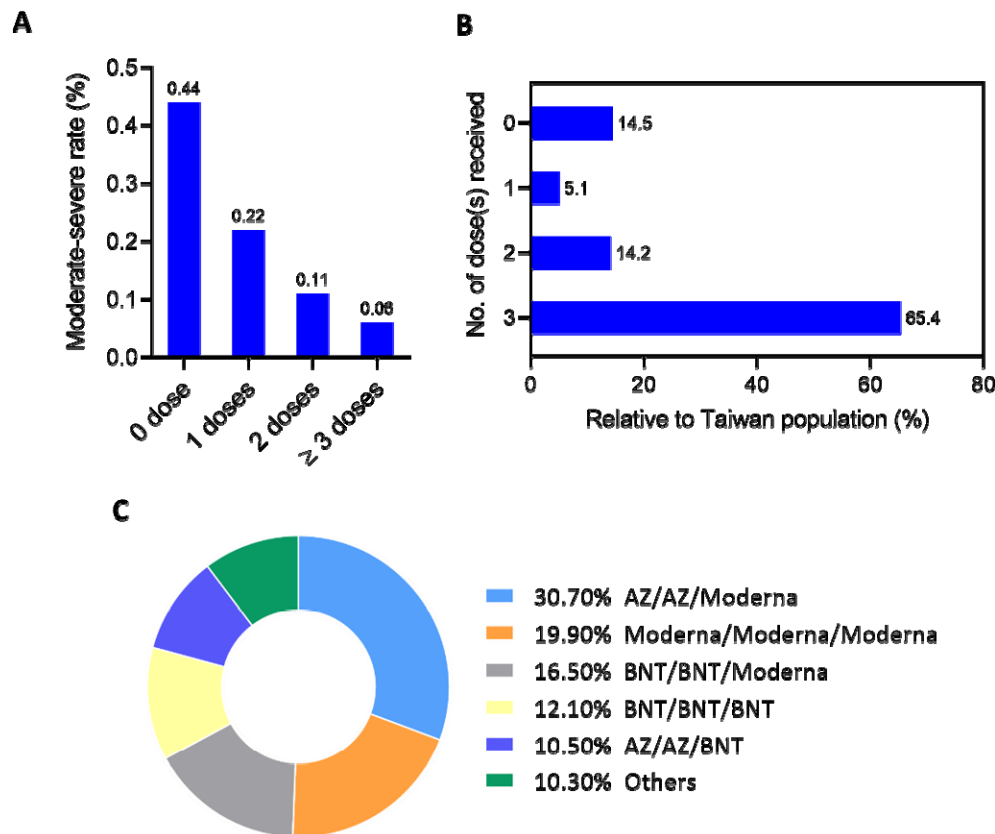 A
Moderate-severe rate (%)
0.5
0.4
0.3
0.2
0.1
0.0
0.44
0.22
0.11
0.06
0 dose
1 doses
2 doses
≥ 3 doses
B
No. of dose(s) received
0
1
2
3
14.5
5.1
14.2
65.4
0
20
40
60
80
Relative to Taiwan population (%)
C
30.70% AZ/AZ/Moderna
19.90% Moderna/Moderna/Moderna
16.50% BNT/BNT/Moderna
12.10% BNT/BNT/BNT
10.50% AZ/AZ/BNT
10.30% Others